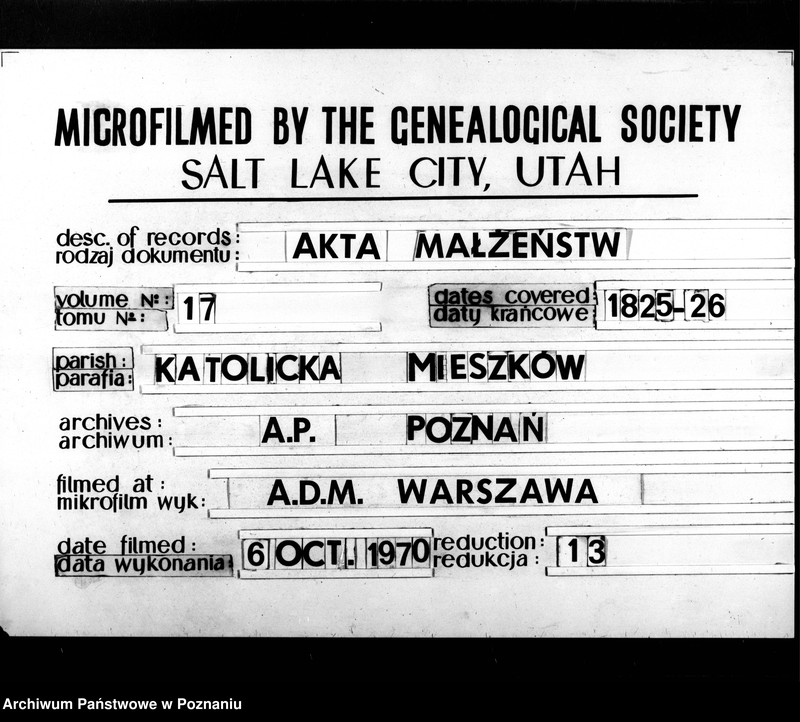 MICROFILMED BY THE GENEALOGICAL SOCIETY
SALT LAKE CITY, UTAH
desc. of records: AKTA MAŁŻEŃSTW
rodzaj dokumentu:
volume №: 17 dates covered: 1825-26
tomu №: daty krańcowe:
parish: KATOLICKA MIESZKÓW
parafia:
archives: A.P. POZNAŃ
archiwum:
filmed at: A.D.M. WARSZAWA
mikrofilm wyk:
date filmed: 6 OCT. 1970 reduction: 13
data wykonania: redukcja:
Archiwum Państwowe w Poznaniu